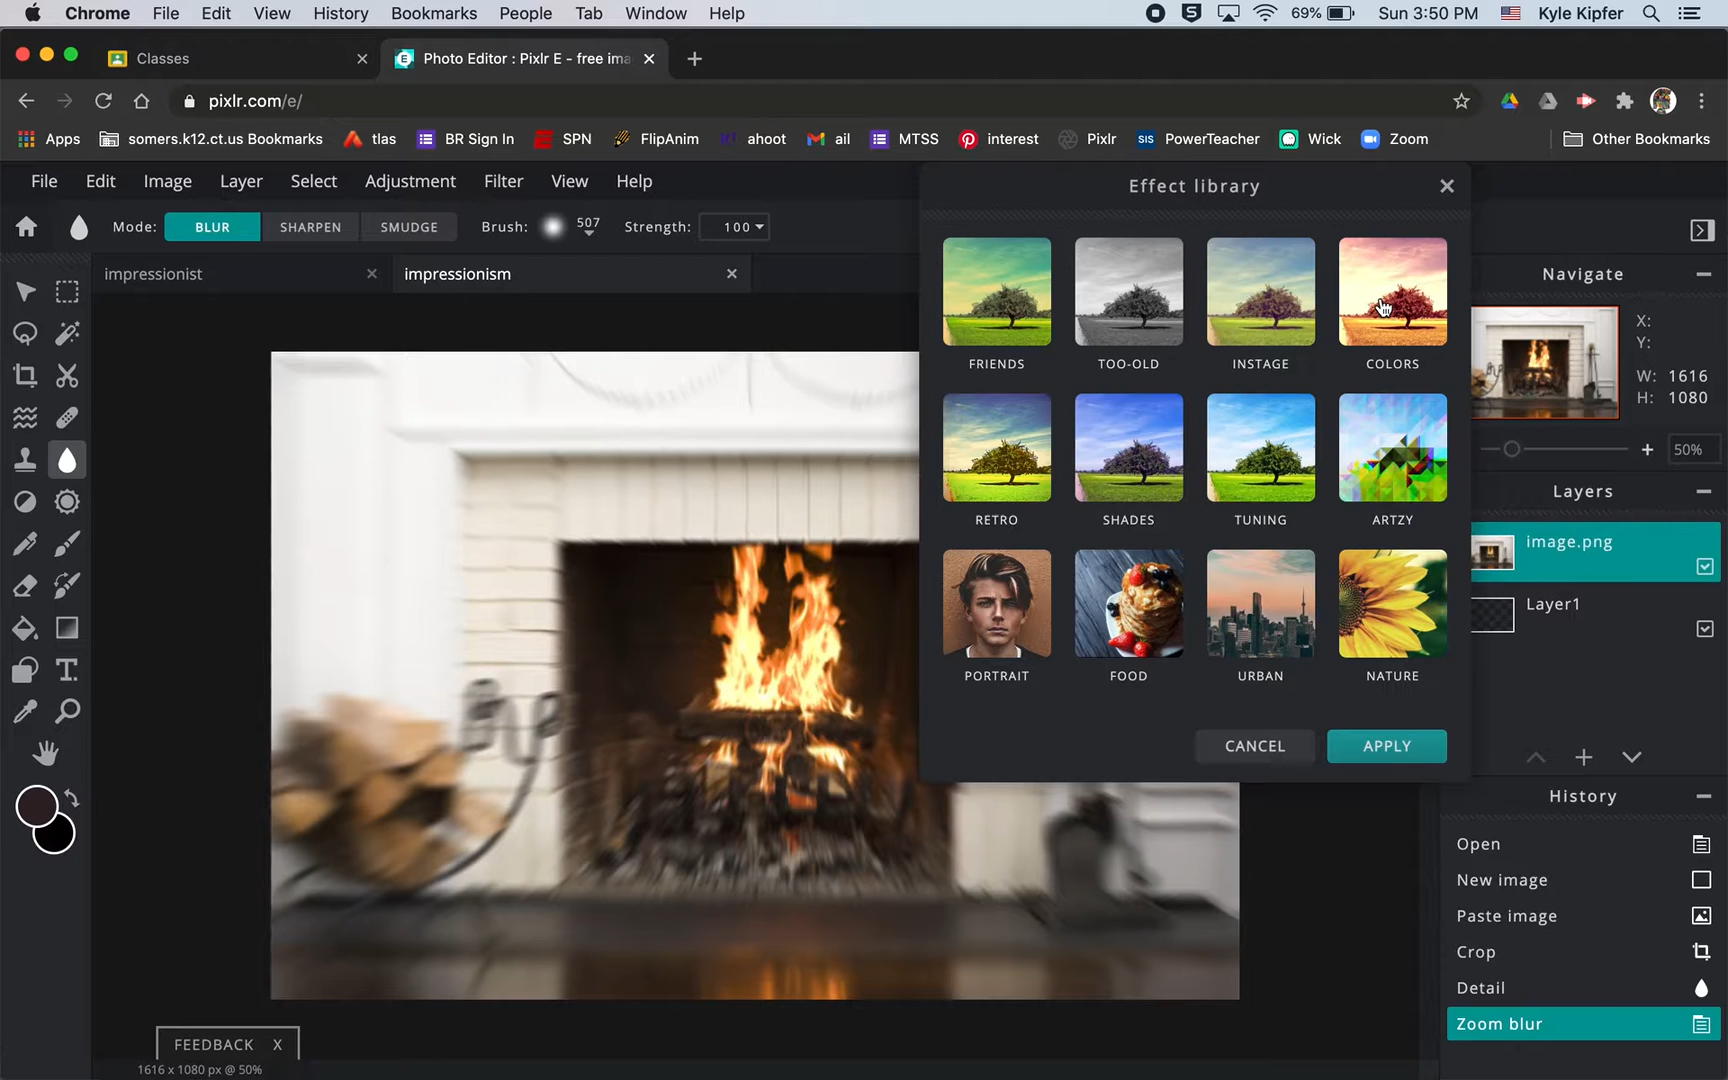 Chrome File Edit View History Bookmarks People Tab Window Help 69% Sun 3:50 PM Kyle Kipfer
Classes Photo Editor : Pixlr E - free ima
pixlr.com/e/
Apps somers.k12.ct.us Bookmarks tlas BR Sign In SPN FlipAnim ahoot ail MTSS interest Pixlr SIS PowerTeacher Wick Zoom Other Bookmarks
File Edit Image Layer Select Adjustment Filter View Help
Effect library
Mode: BLUR SHARPEN SMUDGE Brush: 507 Strength: 100
impressionist impressionism
Navigate
X:
Y:
W: 1616
H: 1080
FRIENDS TOO-OLD INSTAGE COLORS
50%
Layers
RETRO SHADES TUNING ARTZY
image.png
Layer1
PORTRAIT FOOD URBAN NATURE
CANCEL APPLY
History
Open
New image
Paste image
Crop
Detail
Zoom blur
FEEDBACK X
1616 x 1080 px @ 50%